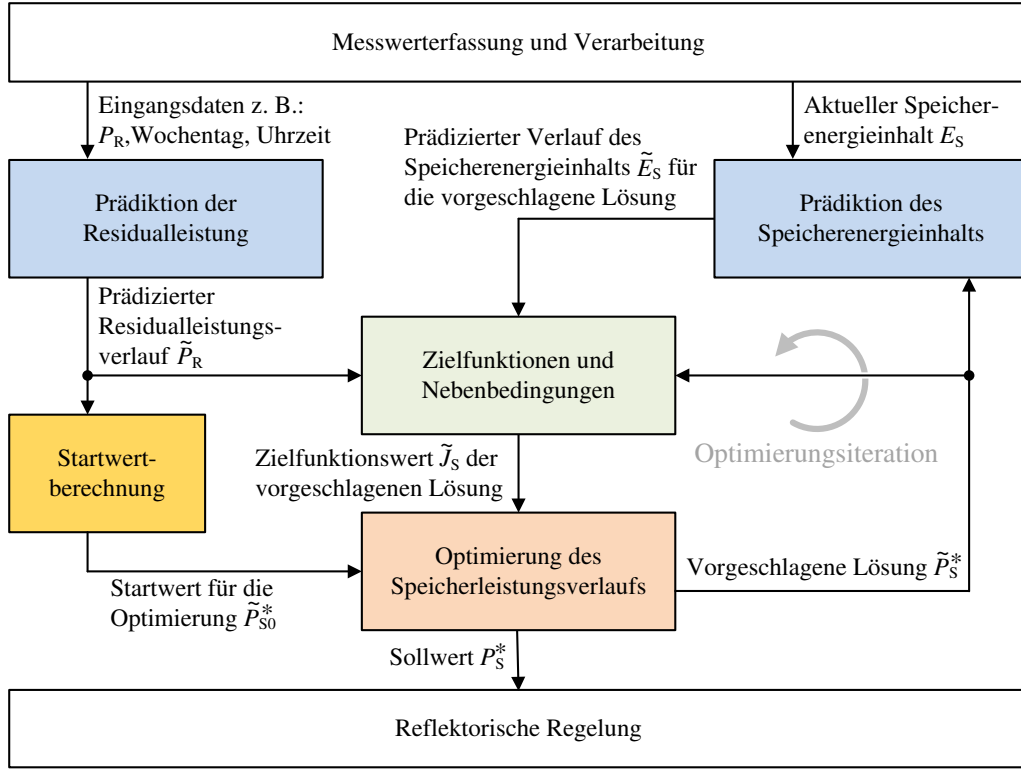 Messwerterfassung und Verarbeitung
Eingangsdaten z. B.:
P_R,Wochentag, Uhrzeit
Aktueller Speicher-
energieinhalt E_S
Prädizierter Verlauf des
Speicherenergieinhalts Ẽ_S für
die vorgeschlagene Lösung
Prädiktion der
Residualleistung
Prädiktion des
Speicherenergieinhalts
Prädizierter
Residualleistungs-
verlauf P̃_R
Zielfunktionen und
Nebenbedingungen
Optimierungsiteration
Startwert-
berechnung
Zielfunktionswert J̃_S der
vorgeschlagenen Lösung
Optimierung des
Speicherleistungsverlaufs
Vorgeschlagene Lösung P̃_S^*
Startwert für die
Optimierung P̃_S0^*
Sollwert P_S^*
Reflektorische Regelung